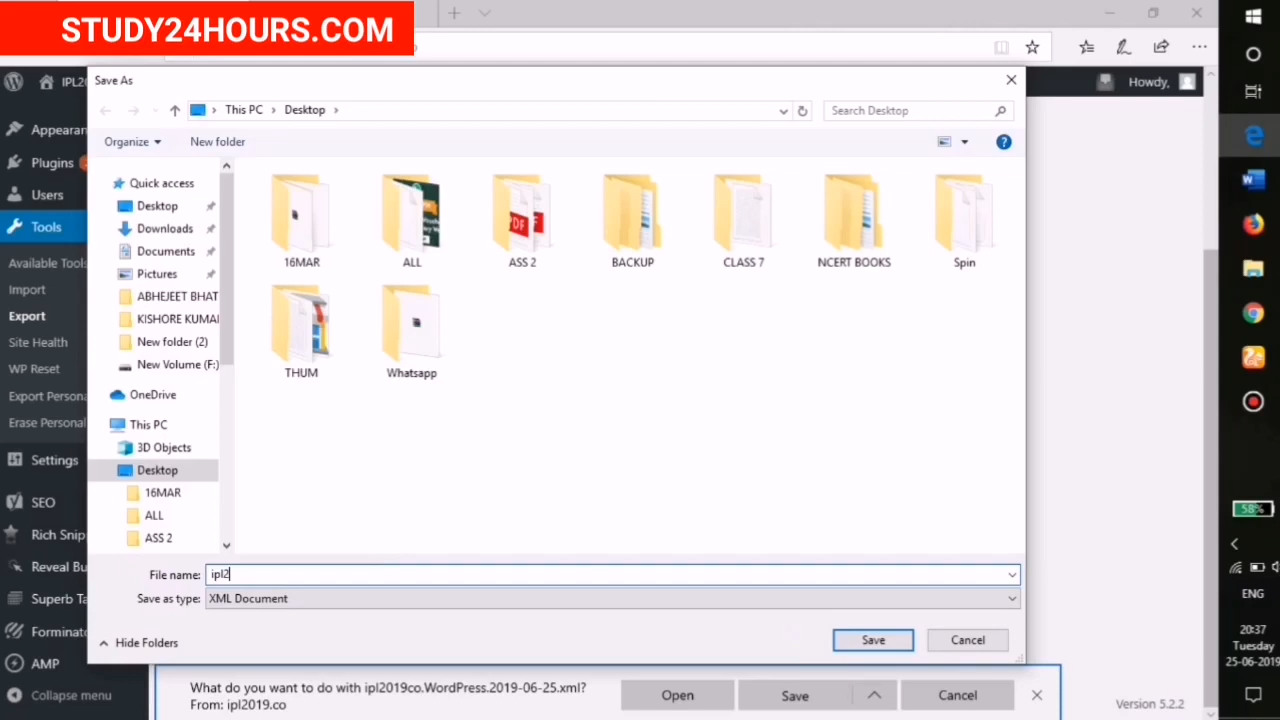 STUDY24HOURS.COM
IPL20
Howdy,
Save As
This PC
Desktop
Search Desktop
Organize
New folder
Appearan
Plugins
Users
Tools
Available Tools
Import
Export
Site Health
WP Reset
Export Persona
Erase Personal
Settings
SEO
Rich Snip
Reveal Bu
Superb Ta
Forminato
AMP
Collapse menu
Quick access
Desktop
Downloads
Documents
Pictures
ABHEJEET BHAT
KISHORE KUMA
New folder (2)
New Volume (F:)
OneDrive
This PC
3D Objects
Desktop
16MAR
ALL
ASS 2
16MAR
ALL
PDF
ASS 2
BACKUP
CLASS 7
NCERT BOOKS
Spin
THUM
Whatsapp
File name: ipl2
Save as type: XML Document
Hide Folders
Save
Cancel
What do you want to do with ipl2019co.WordPress.2019-06-25.xml?
From: ipl2019.co
Open
Save
Cancel
Version 5.2.2
58%
ENG
20:37
Tuesday
25-06-2019